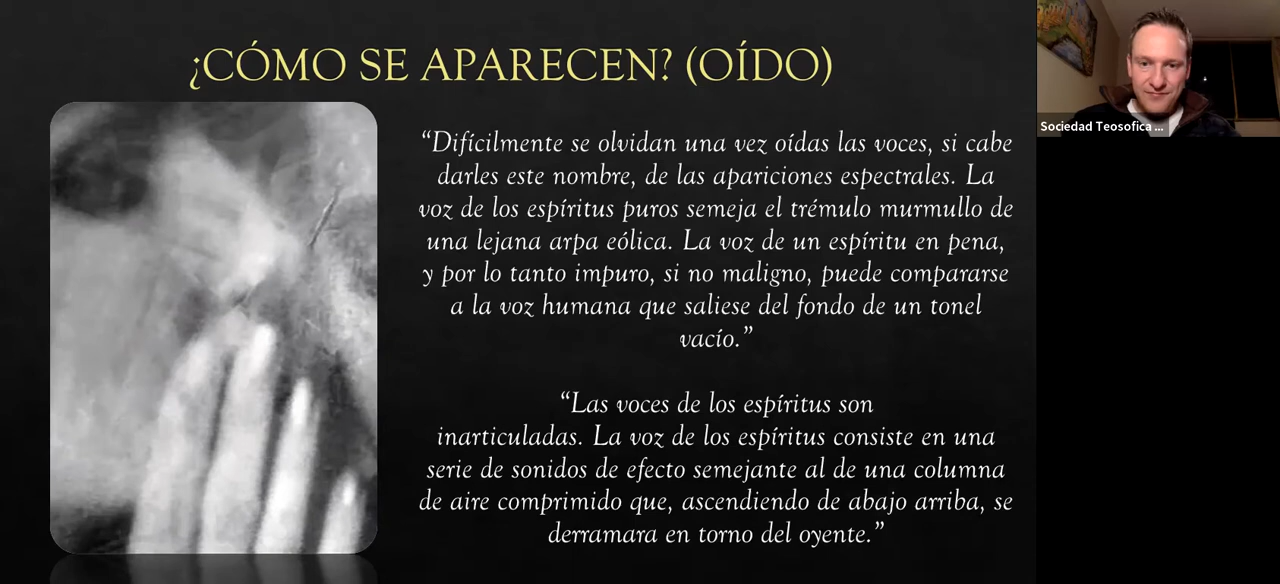 ¿CÓMO SE APARECEN? (OÍDO)
“Difícilmente se olvidan una vez oídas las voces, si cabe
darles este nombre, de las apariciones espectrales. La
voz de los espíritus puros semeja el trémulo murmullo de
una lejana arpa eólica. La voz de un espíritu en pena,
y por lo tanto impuro, si no maligno, puede compararse
a la voz humana que saliese del fondo de un tonel
vacío.”
“Las voces de los espíritus son
inarticuladas. La voz de los espíritus consiste en una
serie de sonidos de efecto semejante al de una columna
de aire comprimido que, ascendiendo de abajo arriba, se
derramara en torno del oyente.”
Sociedad Teosofica ...